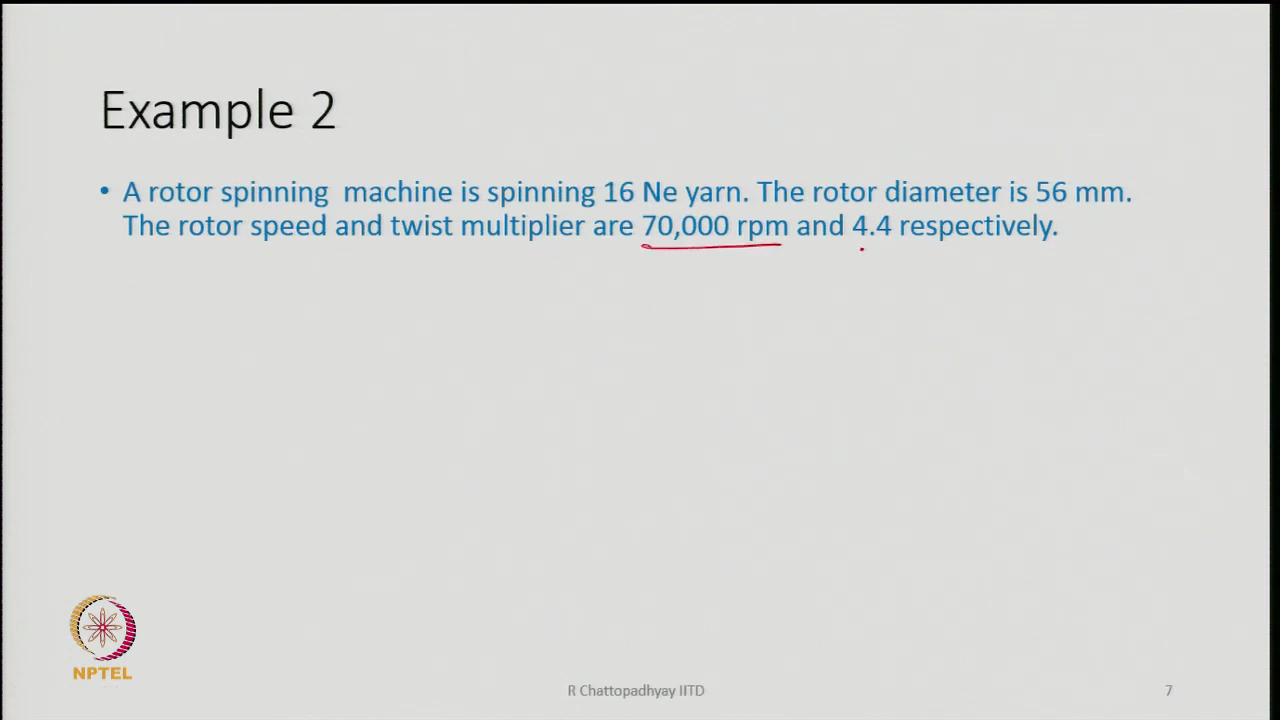 Example 2
• A rotor spinning machine is spinning 16 Ne yarn. The rotor diameter is 56 mm.
The rotor speed and twist multiplier are 70,000 rpm and 4.4 respectively.
NPTEL
R Chattopadhyay IITD
7